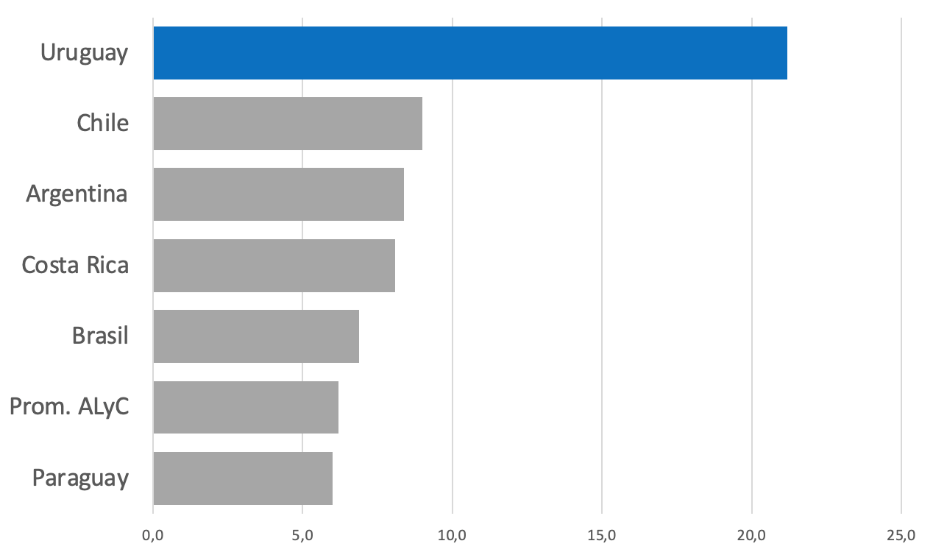 Uruguay
Chile
Argentina
Costa Rica
Brasil
Prom. ALyC
Paraguay
0,0 5,0 10,0 15,0 20,0 25,0